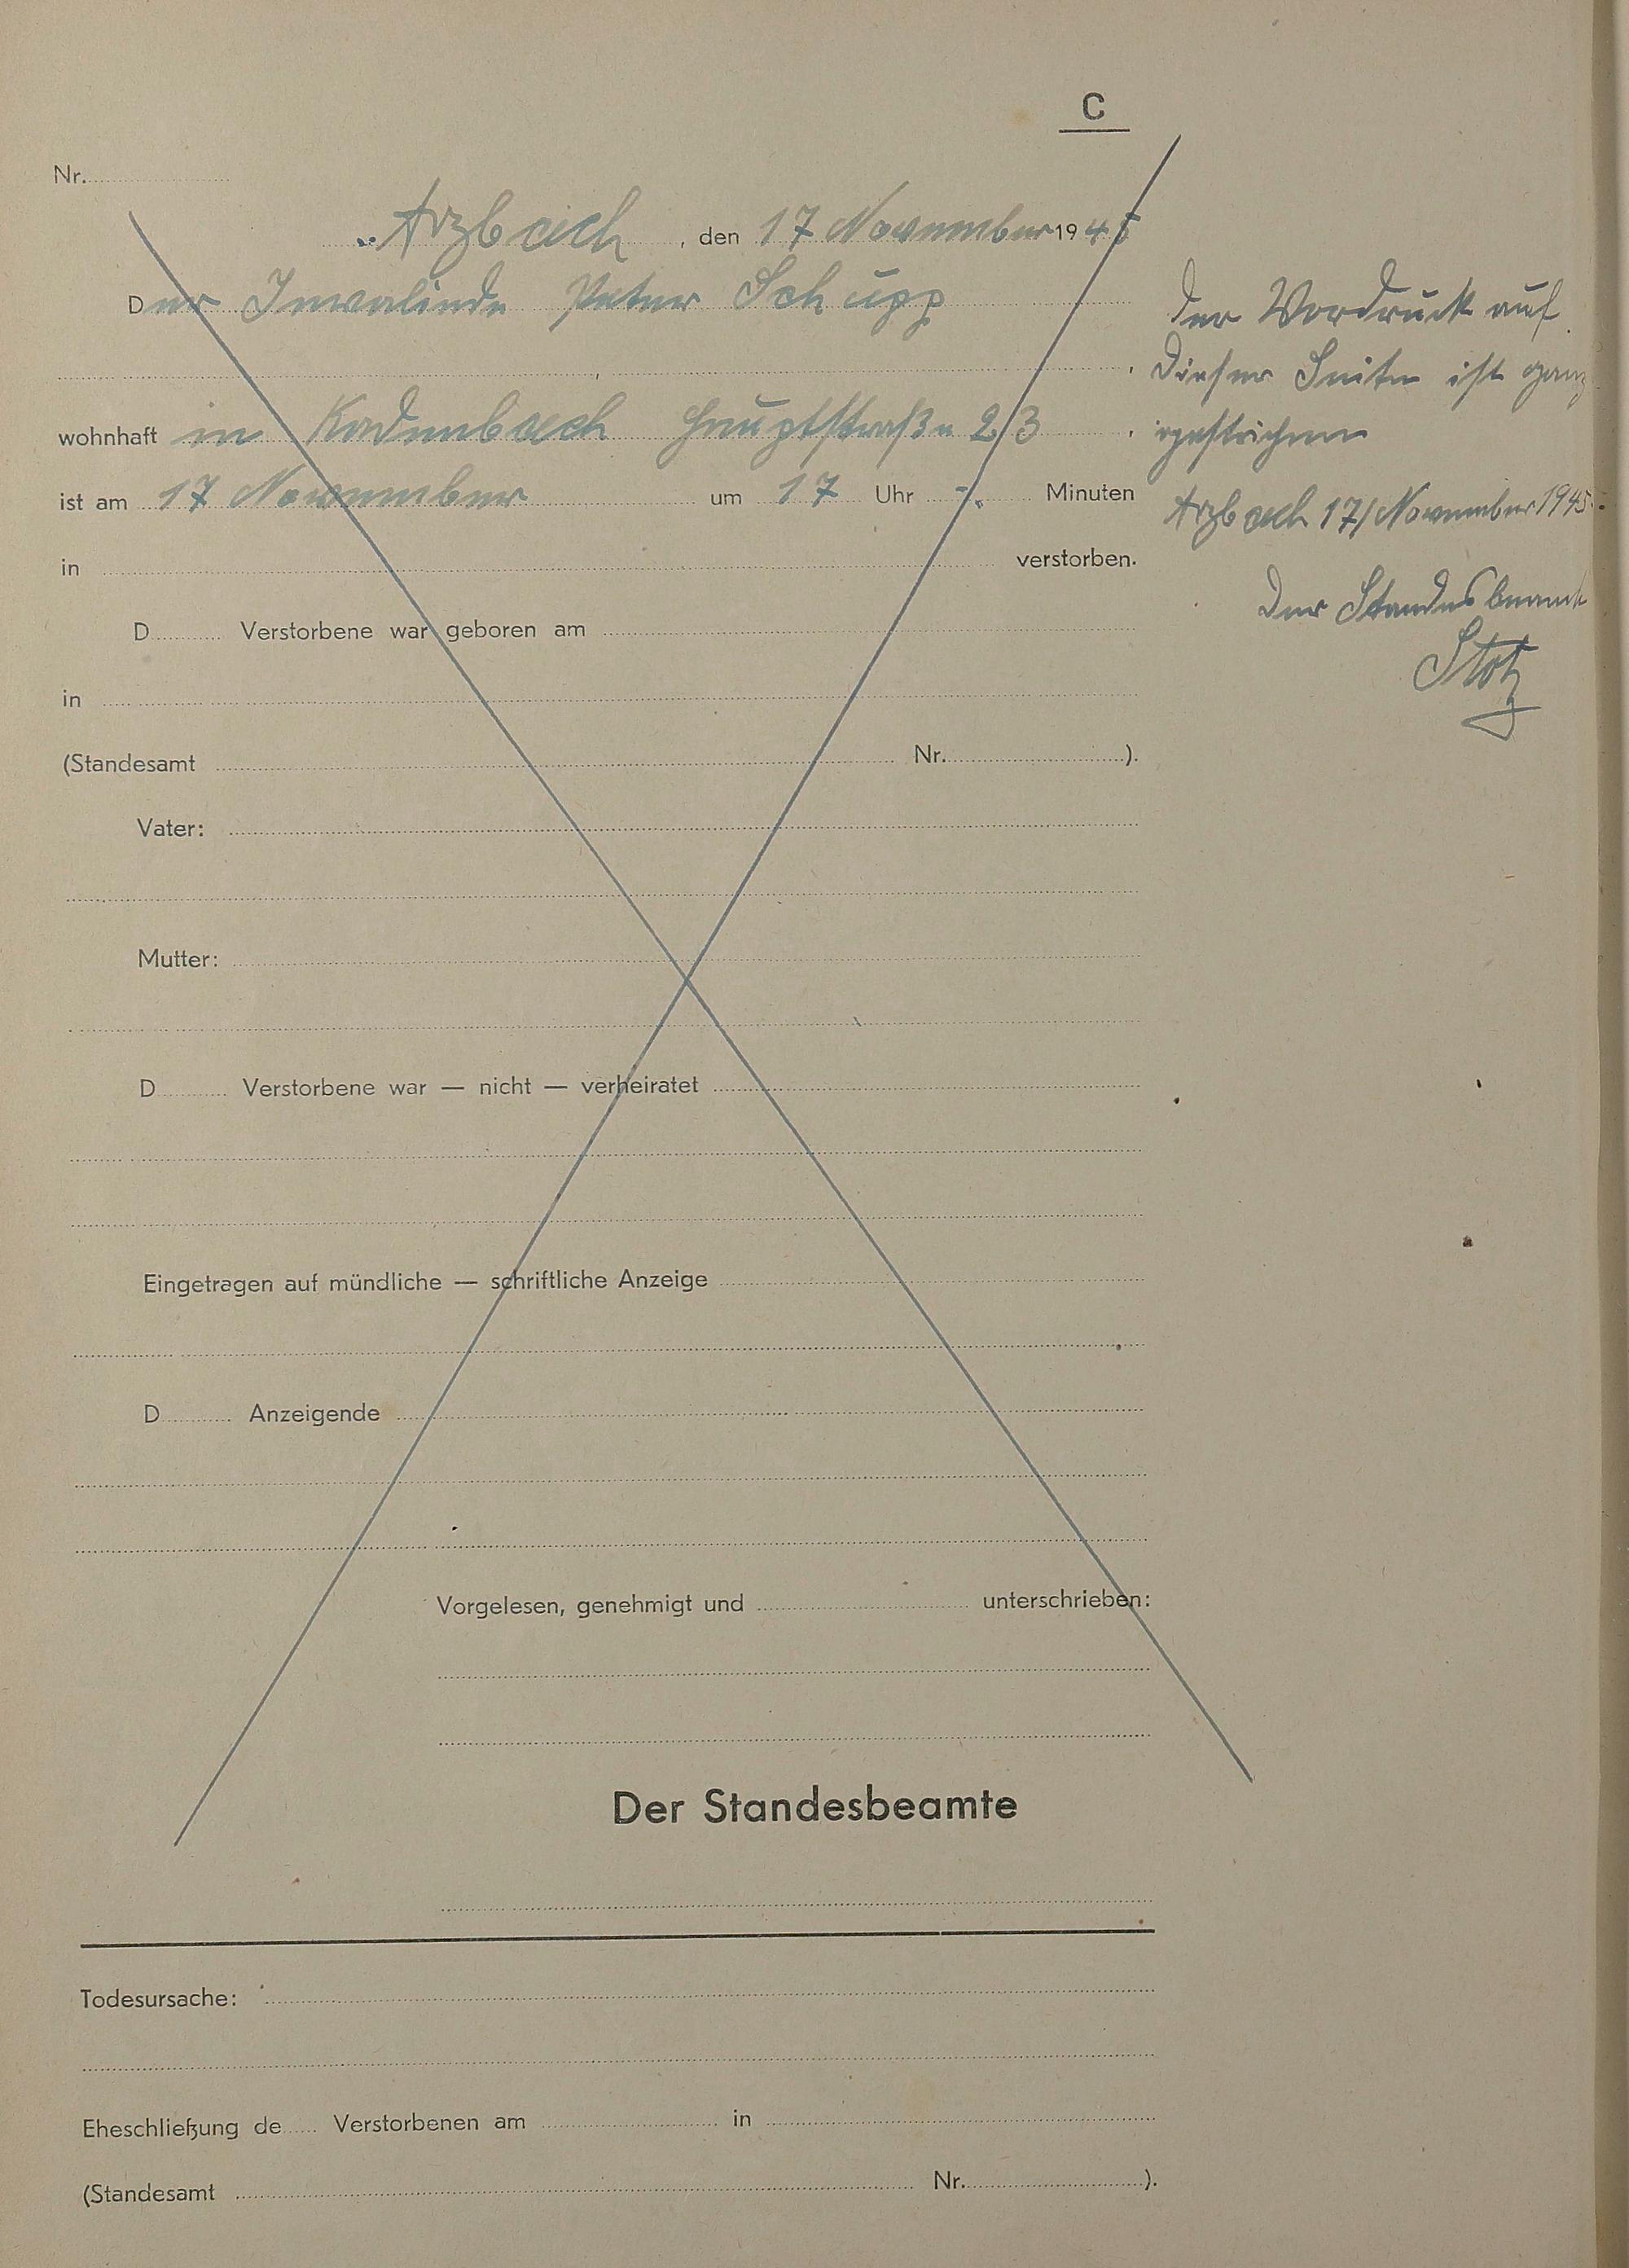 C
Nr.
Arzbach, den 17 November 1945
Der Invalinde Peter Schupp
wohnhaft in Kadenbach Hauptstraße 23
ist am 17 November um 17 Uhr -. Minuten
in verstorben.
D Verstorbene war geboren am
in
(Standesamt Nr. ).
Vater:
Mutter:
D Verstorbene war — nicht — verheiratet
Eingetragen auf mündliche — schriftliche Anzeige
D Anzeigende
Vorgelesen, genehmigt und unterschrieben:
Der Standesbeamte
Todesursache:
Eheschließung de Verstorbenen am in
(Standesamt Nr. ).
Der Vordruck auf
dieser Seite ist ganz
gestrichen
Arzbach 17/November 1945.
Der Standesbeamte
Stotz